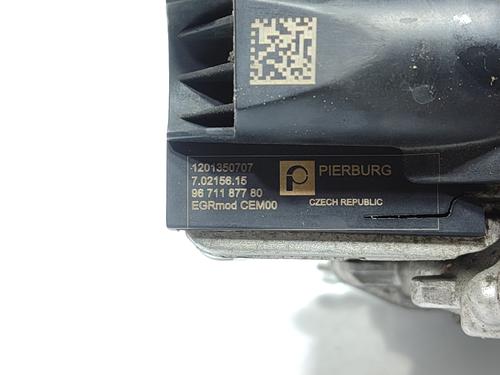 1201350707
7.02156.15
96 711 877 80
EGRmod CEM00
PIERBURG
CZECH REPUBLIC